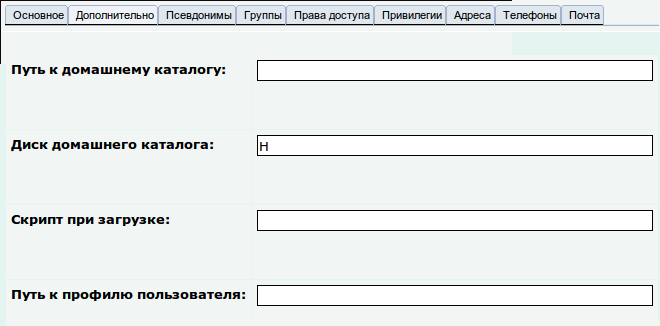 Основное Дополнительно Псевдонимы Группы Права доступа Привилегии Адреса Телефоны Почта
Путь к домашнему каталогу:
Диск домашнего каталога: H
Скрипт при загрузке:
Путь к профилю пользователя: